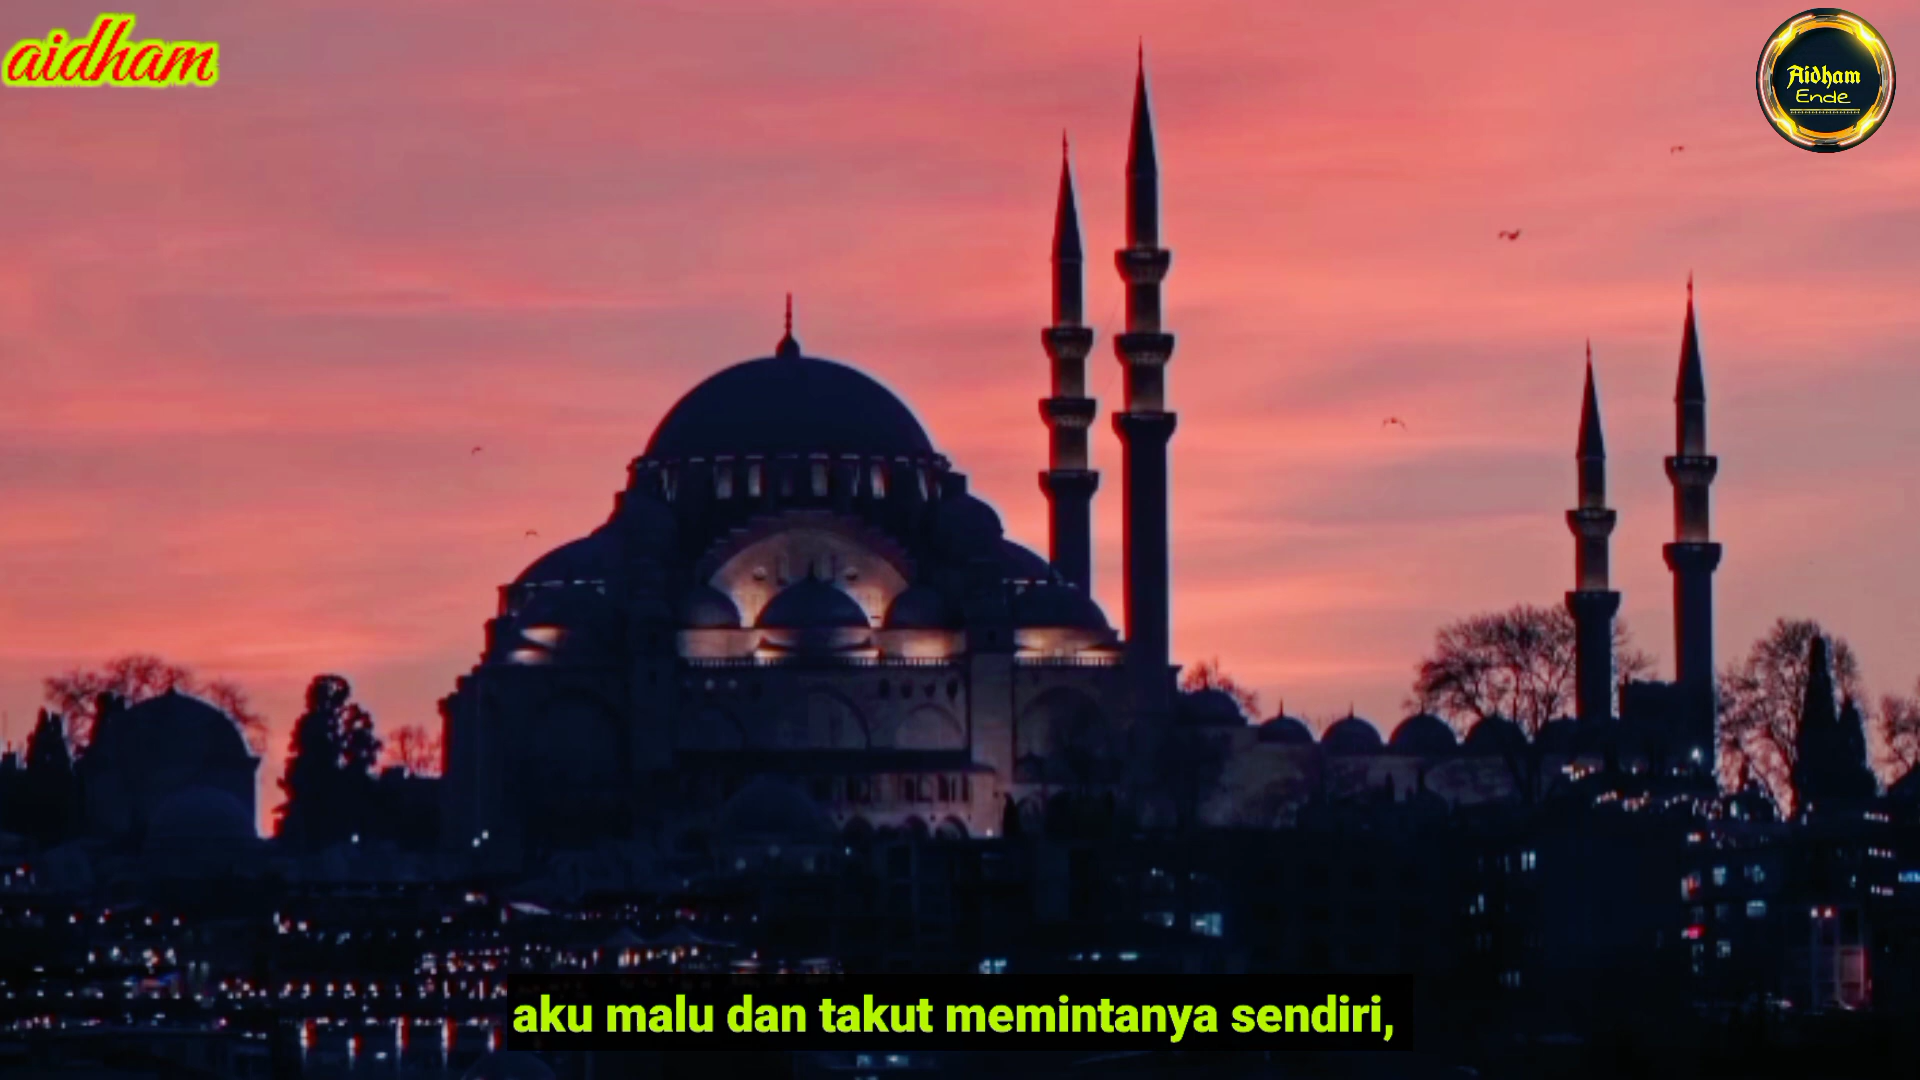 aidham
Aidham
Ende
aku malu dan takut memintanya sendiri,